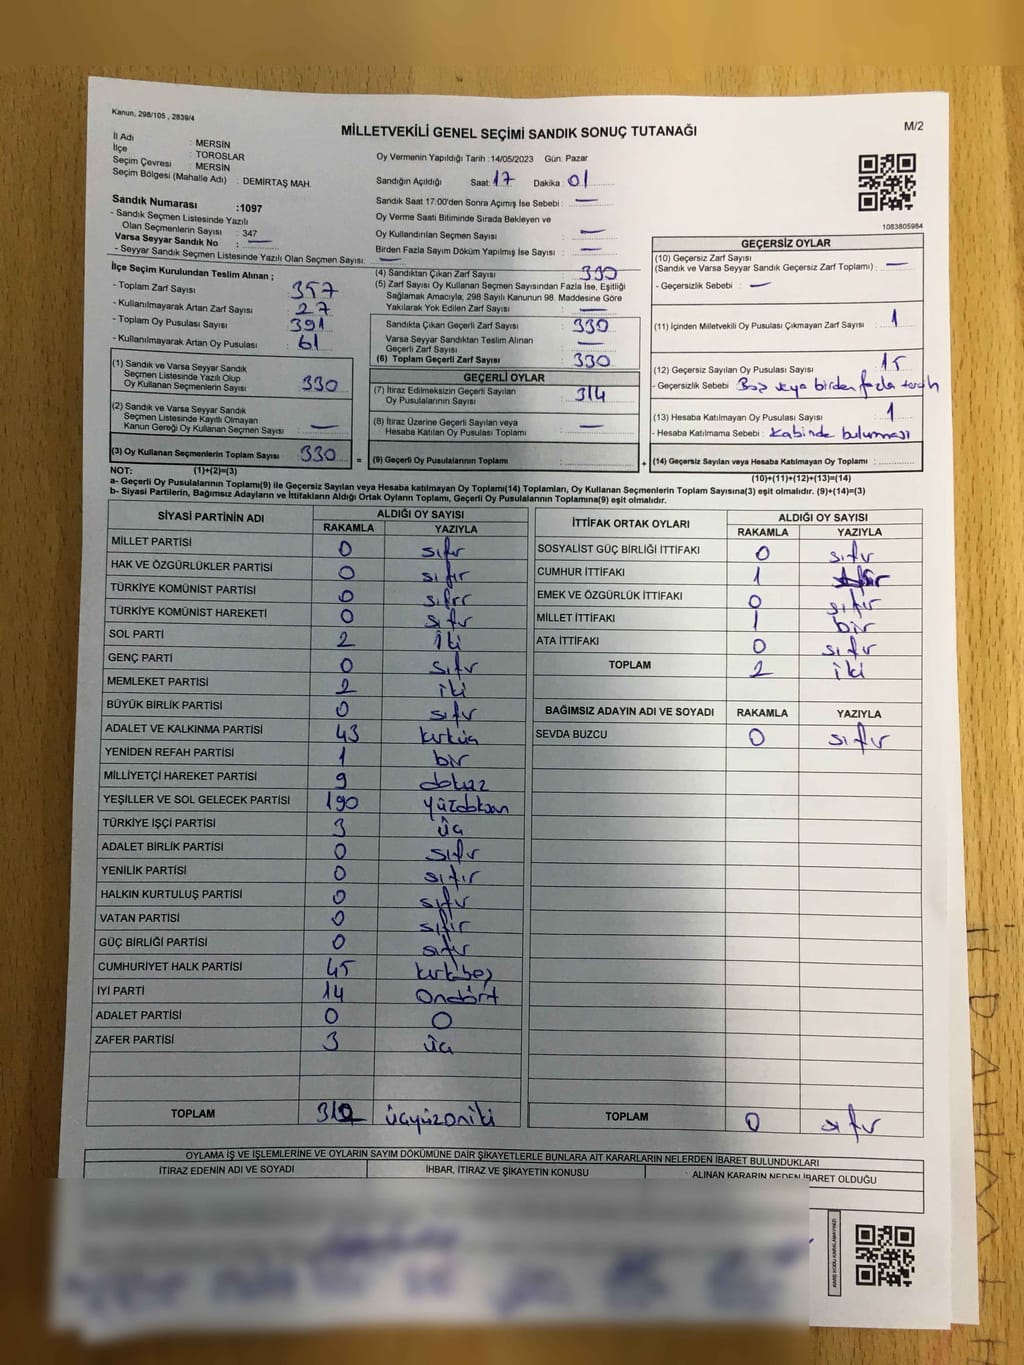 Kanun, 298/105 , 2839/4
MİLLETVEKİLİ GENEL SEÇİMİ SANDIK SONUÇ TUTANAĞI
M/2
İl Adı : MERSİN
İlçe : TOROSLAR
Seçim Çevresi : MERSİN
Seçim Bölgesi (Mahalle Adı) : DEMİRTAŞ MAH.
Sandık Numarası :1097
- Sandık Seçmen Listesinde Yazılı
Olan Seçmenlerin Sayısı : 347
Varsa Seyyar Sandık No : —
- Seyyar Sandık Seçmen Listesinde Yazılı Olan Seçmen Sayısı: —
Oy Vermenin Yapıldığı Tarih :14/05/2023 Gün: Pazar
Sandığın Açıldığı Saat: 17 Dakika : 01
Sandık Saat 17:00'den Sonra Açımış İse Sebebi : —
Oy Verme Saati Bitiminde Sırada Bekleyen ve
Oy Kullandırılan Seçmen Sayısı : —
Birden Fazla Sayım Döküm Yapılmış İse Sayısı : —
1083805984
İlçe Seçim Kurulundan Teslim Alınan ;
- Toplam Zarf Sayısı : 357
- Kullanılmayarak Artan Zarf Sayısı : 27
- Toplam Oy Pusulası Sayısı : 391
- Kullanılmayarak Artan Oy Pusulası : 61
(1) Sandık ve Varsa Seyyar Sandık
Seçmen Listesinde Yazılı Olup
Oy Kullanan Seçmenlerin Sayısı : 330
(2) Sandık ve Varsa Seyyar Sandık
Seçmen Listesinde Kayıtlı Olmayan
Kanun Gereği Oy Kullanan Seçmen Sayısı : —
(3) Oy Kullanan Seçmenlerin Toplam Sayısı : 330
(4) Sandıktan Çıkan Zarf Sayısı : 330
(5) Zarf Sayısı Oy Kullanan Seçmen Sayısından Fazla İse, Eşitliği
Sağlamak Amacıyla; 298 Sayılı Kanunun 98. Maddesine Göre
Yakılarak Yok Edilen Zarf Sayısı : —
Sandıkta Çıkan Geçerli Zarf Sayısı : 330
Varsa Seyyar Sandıktan Teslim Alınan
Geçerli Zarf Sayısı : —
(6) Toplam Geçerli Zarf Sayısı : 330
GEÇERLİ OYLAR
(7) İtiraz Edilmeksizin Geçerli Sayılan
Oy Pusulalarının Sayısı : 314
(8) İtiraz Üzerine Geçerli Sayılan veya
Hesaba Katılan Oy Pusulası Toplamı : —
= (9) Geçerli Oy Pusulalarının Toplamı :
GEÇERSİZ OYLAR
(10) Geçersiz Zarf Sayısı
(Sandık ve Varsa Seyyar Sandık Geçersiz Zarf Toplamı) : —
- Geçersizlik Sebebi : —
(11) İçinden Milletvekili Oy Pusulası Çıkmayan Zarf Sayısı : 1
(12) Geçersiz Sayılan Oy Pusulası Sayısı : 15
- Geçersizlik Sebebi : Boş veya birden fazla tercih
(13) Hesaba Katılmayan Oy Pusulası Sayısı : 1
- Hesaba Katılmama Sebebi : Kabinde bulunması
+ (14) Geçersiz Sayılan veya Hesaba Katılmayan Oy Toplamı :
NOT: (1)+(2)=(3) (10)+(11)+(12)+(13)=(14)
a- Geçerli Oy Pusulalarının Toplamı(9) ile Geçersiz Sayılan veya Hesaba Katılmayan Oy Toplamı(14) Toplamları, Oy Kullanan Seçmenlerin Toplam Sayısına(3) eşit olmalıdır. (9)+(14)=(3)
b- Siyasi Partilerin, Bağımsız Adayların ve İttifakların Aldığı Ortak Oyların Toplamı, Geçerli Oy Pusulalarının Toplamına(9) eşit olmalıdır.
SİYASİ PARTİNİN ADI ALDIĞI OY SAYISI
RAKAMLA YAZIYLA
MİLLET PARTİSİ 0 sıfır
HAK VE ÖZGÜRLÜKLER PARTİSİ 0 sıfır
TÜRKİYE KOMÜNİST PARTİSİ 0 sıfır
TÜRKİYE KOMÜNİST HAREKETİ 0 sıfır
SOL PARTİ 2 iki
GENÇ PARTİ 0 sıfır
MEMLEKET PARTİSİ 2 iki
BÜYÜK BİRLİK PARTİSİ 0 sıfır
ADALET VE KALKINMA PARTİSİ 43 kırküç
YENİDEN REFAH PARTİSİ 1 bir
MİLLİYETÇİ HAREKET PARTİSİ 9 dokuz
YEŞİLLER VE SOL GELECEK PARTİSİ 190 yüzdoksan
TÜRKİYE İŞÇİ PARTİSİ 3 üç
ADALET BİRLİK PARTİSİ 0 sıfır
YENİLİK PARTİSİ 0 sıfır
HALKIN KURTULUŞ PARTİSİ 0 sıfır
VATAN PARTİSİ 0 sıfır
GÜÇ BİRLİĞİ PARTİSİ 0 sıfır
CUMHURİYET HALK PARTİSİ 45 kırkbeş
İYİ PARTİ 14 Ondört
ADALET PARTİSİ 0 0
ZAFER PARTİSİ 3 üç
TOPLAM 312 üçyüzoniki
İTTİFAK ORTAK OYLARI ALDIĞI OY SAYISI
RAKAMLA YAZIYLA
SOSYALİST GÜÇ BİRLİĞİ İTTİFAKI 0 sıfır
CUMHUR İTTİFAKI 1
EMEK VE ÖZGÜRLÜK İTTİFAKI 0 sıfır
MİLLET İTTİFAKI 1 bir
ATA İTTİFAKI 0 sıfır
TOPLAM 2 iki
BAĞIMSIZ ADAYIN ADI VE SOYADI RAKAMLA YAZIYLA
SEVDA BUZCU 0 sıfır
TOPLAM 0 sıfır
OYLAMA İŞ VE İŞLEMLERİNE VE OYLARIN SAYIM DÖKÜMÜNE DAİR ŞİKAYETLERLE BUNLARA AİT KARARLARIN NELERDEN İBARET BULUNDUKLARI
İTİRAZ EDENİN ADI VE SOYADI İHBAR, İTİRAZ VE ŞİKAYETİN KONUSU ALINAN KARARIN NEDEN İBARET OLDUĞU
KARE KODU KARALAMAYINIZ!